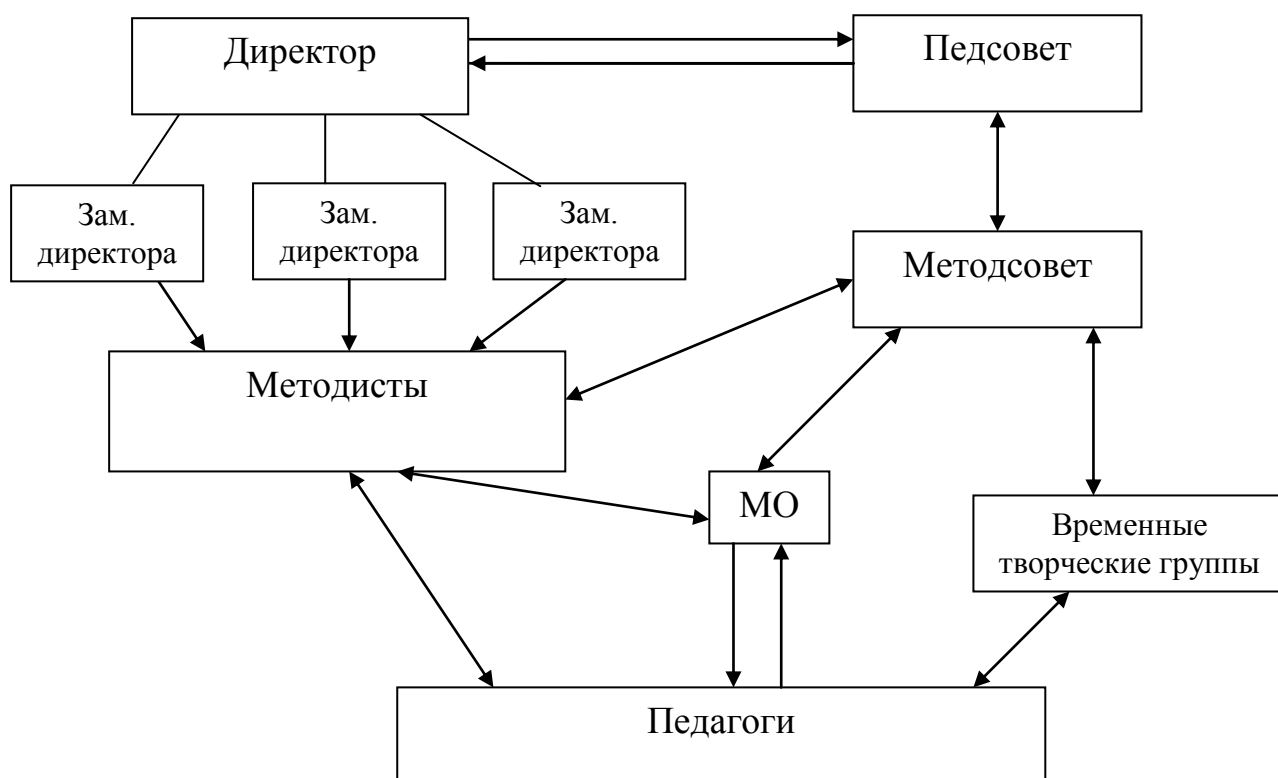 Директор
Педсовет
Зам.
директора
Зам.
директора
Зам.
директора
Методсовет
Методисты
МО
Временные
творческие группы
Педагоги